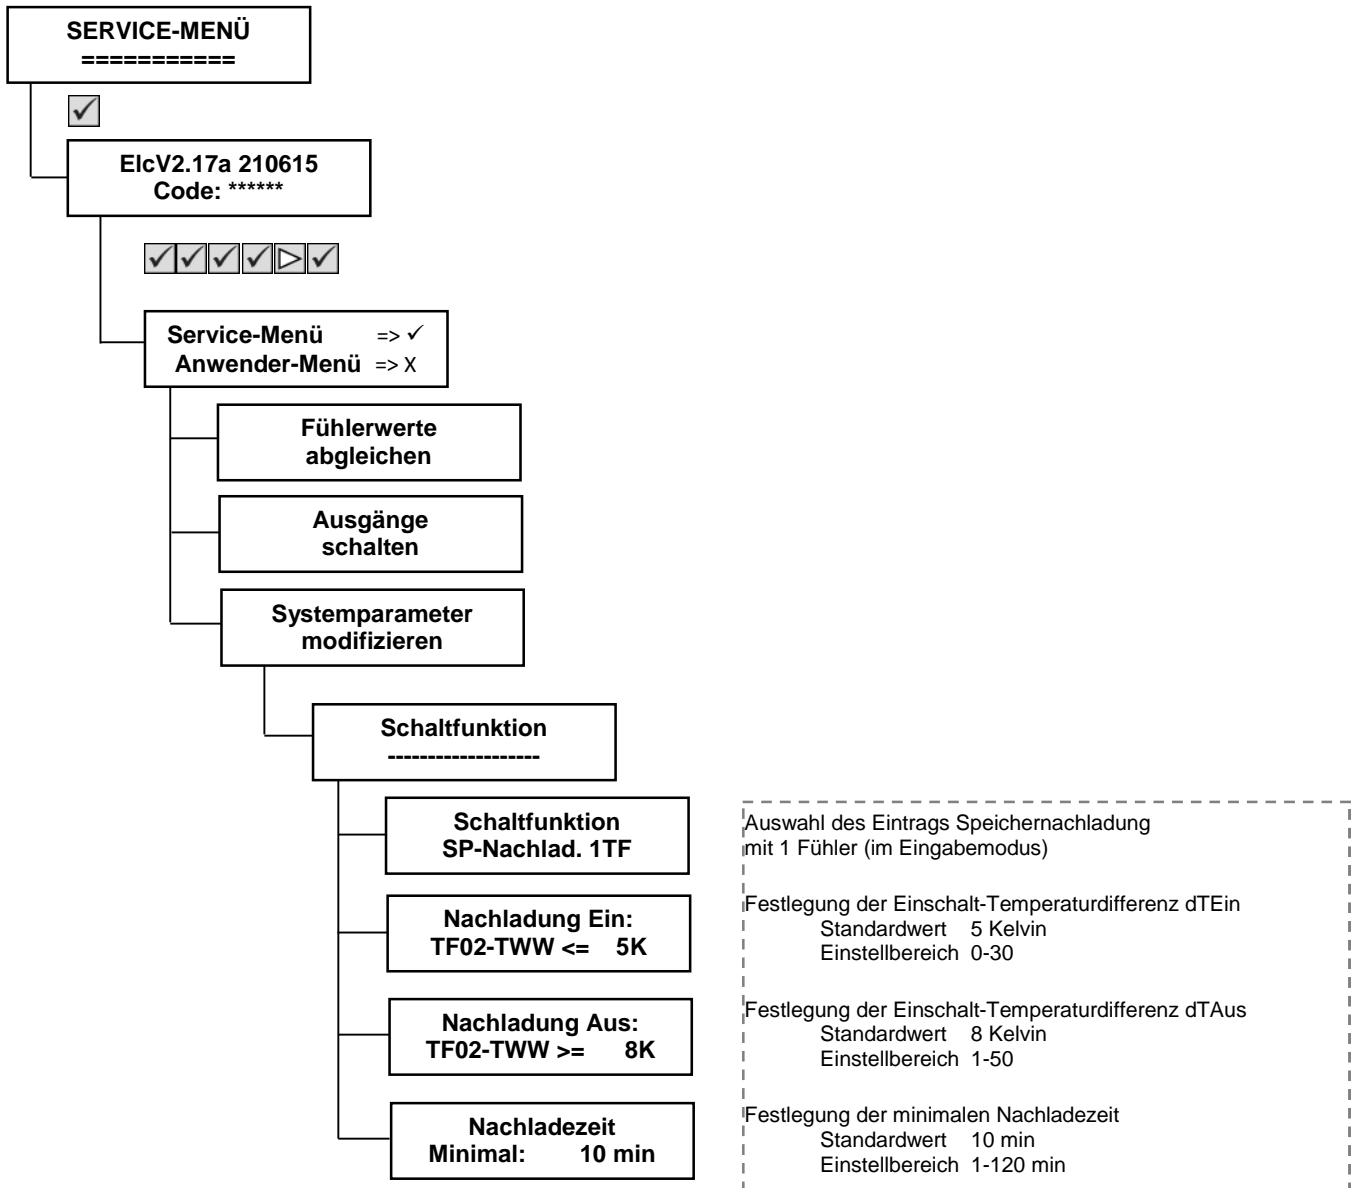 SERVICE-MENÜ
===========
✓
ElcV2.17a 210615
Code: ******
✓✓✓✓▷✓
Service-Menü => ✓
Anwender-Menü => X
Fühlerwerte
abgleichen
Ausgänge
schalten
Systemparameter
modifizieren
Schaltfunktion
-------------------
Schaltfunktion
SP-Nachlad. 1TF
Auswahl des Eintrags Speichernachladung
mit 1 Fühler (im Eingabemodus)
Nachladung Ein:
TF02-TWW <= 5K
Festlegung der Einschalt-Temperaturdifferenz dTEin
Standardwert 5 Kelvin
Einstellbereich 0-30
Nachladung Aus:
TF02-TWW >= 8K
Festlegung der Einschalt-Temperaturdifferenz dTAus
Standardwert 8 Kelvin
Einstellbereich 1-50
Nachladezeit
Minimal: 10 min
Festlegung der minimalen Nachladezeit
Standardwert 10 min
Einstellbereich 1-120 min